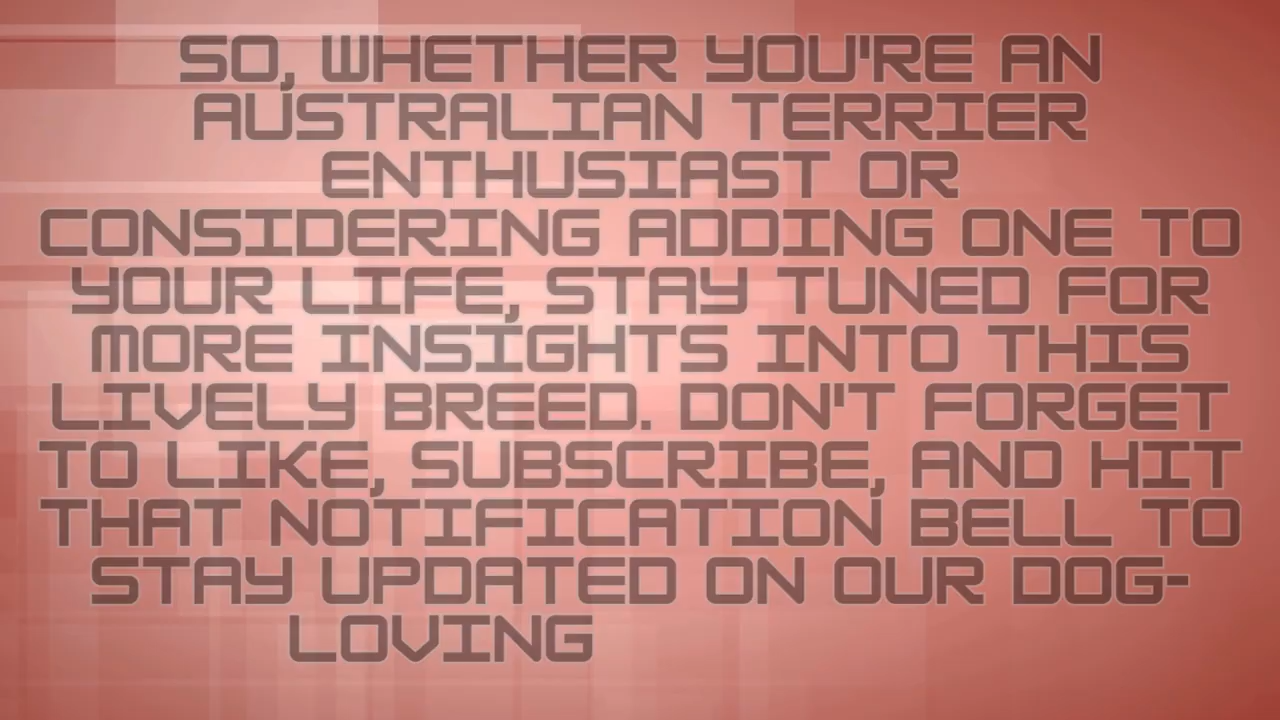 SO, WHETHER YOU'RE AN
AUSTRALIAN TERRIER
ENTHUSIAST OR
CONSIDERING ADDING ONE TO
YOUR LIFE, STAY TUNED FOR
MORE INSIGHTS INTO THIS
LIVELY BREED. DON'T FORGET
TO LIKE, SUBSCRIBE, AND HIT
THAT NOTIFICATION BELL TO
STAY UPDATED ON OUR DOG-
LOVING